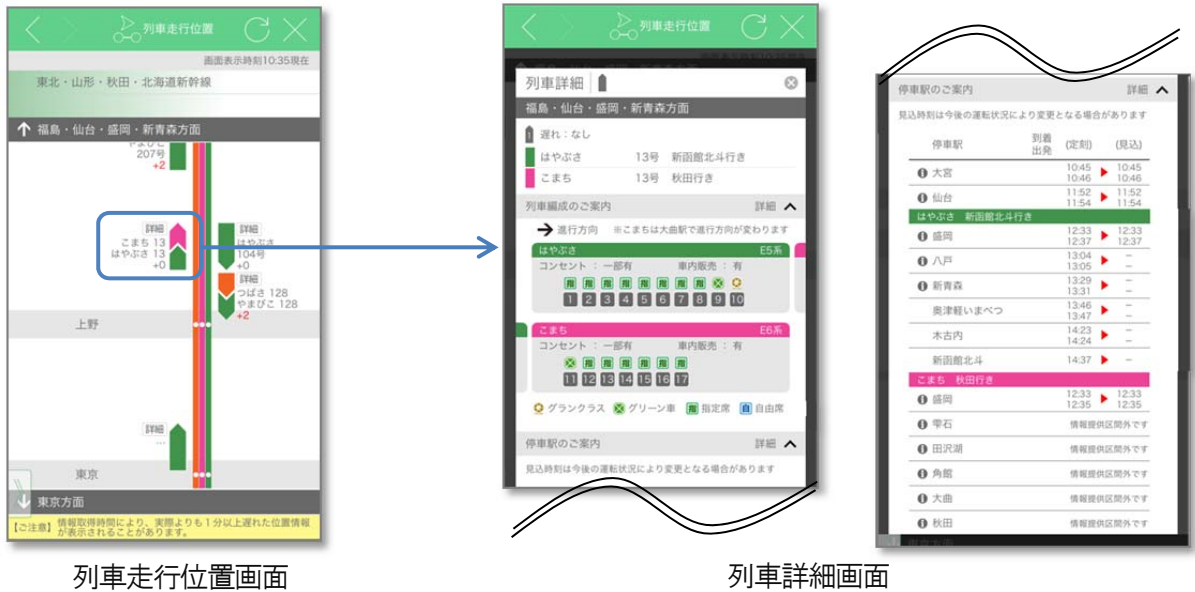 列車走行位置
画面表示時刻10:35現在
東北・山形・秋田・北海道新幹線
福島・仙台・盛岡・新青森方面
やまびこ
207号
+2
詳細
こまち 13
はやぶさ 13
+0
詳細
はやぶさ
104号
+0
詳細
つばさ 128
やまびこ 128
+2
上野
詳細
...
東京
東京方面
【ご注意】情報取得時間により、実際よりも1分以上遅れた位置情報
が表示されることがあります。
列車走行位置画面
列車走行位置
列車詳細
福島・仙台・盛岡・新青森方面
1 遅れ：なし
はやぶさ 13号 新函館北斗行き
こまち 13号 秋田行き
列車編成のご案内 詳細
進行方向 ※こまちは大曲駅で進行方向が変わります
はやぶさ E5系
コンセント ： 一部有 車内販売 ： 有
指 指 指 指 指 指 指 指
1 2 3 4 5 6 7 8 9 10
こまち E6系
コンセント ： 一部有 車内販売 ： 有
指 指 指 指 指 指
11 12 13 14 15 16 17
グランクラス グリーン車 指 指定席 自 自由席
停車駅のご案内 詳細
見込時刻は今後の運転状況により変更となる場合があります
停車駅のご案内 詳細
見込時刻は今後の運転状況により変更となる場合があります
停車駅 到着 出発 (定刻) (見込)
大宮 10:45 10:45
10:46 10:46
仙台 11:52 11:52
11:54 11:54
はやぶさ 新函館北斗行き
盛岡 12:33 12:33
12:37 12:37
八戸 13:04 −
13:05 −
新青森 13:29 −
13:31 −
奥津軽いまべつ 13:46 −
13:47 −
木古内 14:23 −
14:24 −
新函館北斗 14:37 −
こまち 秋田行き
盛岡 12:33 12:33
12:35 12:35
雫石 情報提供区間外です
田沢湖 情報提供区間外です
角館 情報提供区間外です
大曲 情報提供区間外です
秋田 情報提供区間外です
東京方面
列車詳細画面